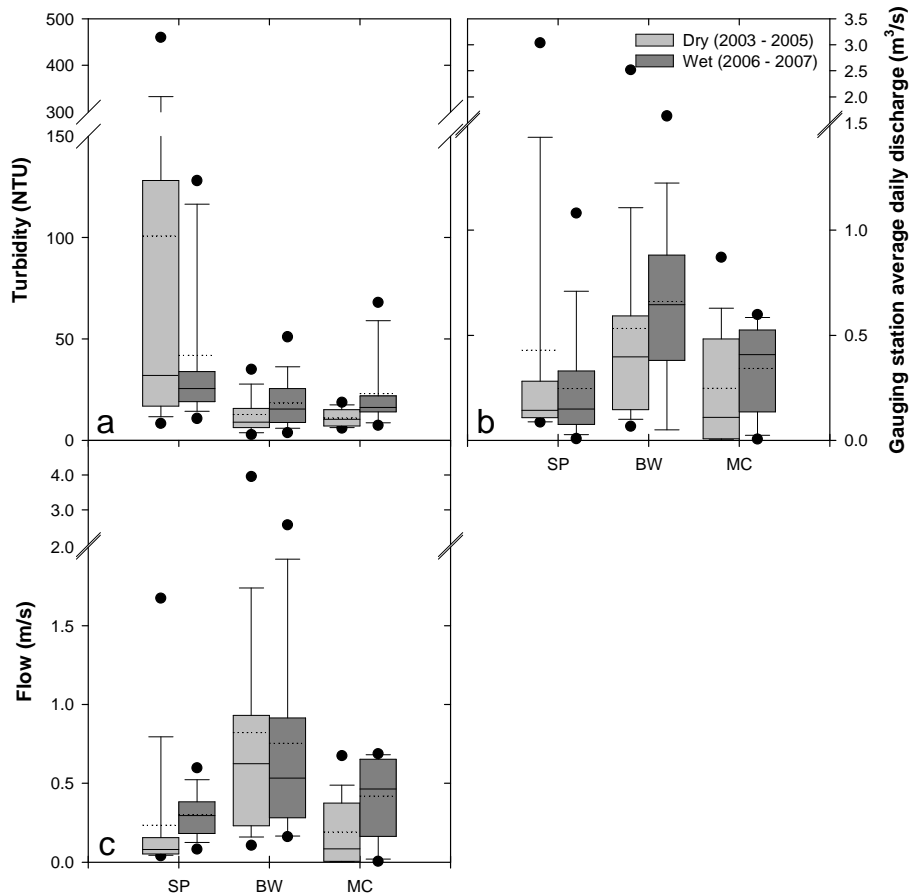 500
400
300
150
100
50
0
Turbidity (NTU)
a
Dry (2003 - 2005)
Wet (2006 - 2007)
3.5
3.0
2.5
2.0
1.5
1.0
0.5
0.0
Gauging station average daily discharge (m³/s)
b
SP BW MC
4.0
3.0
2.0
1.5
1.0
0.5
0.0
Flow (m/s)
c
SP BW MC